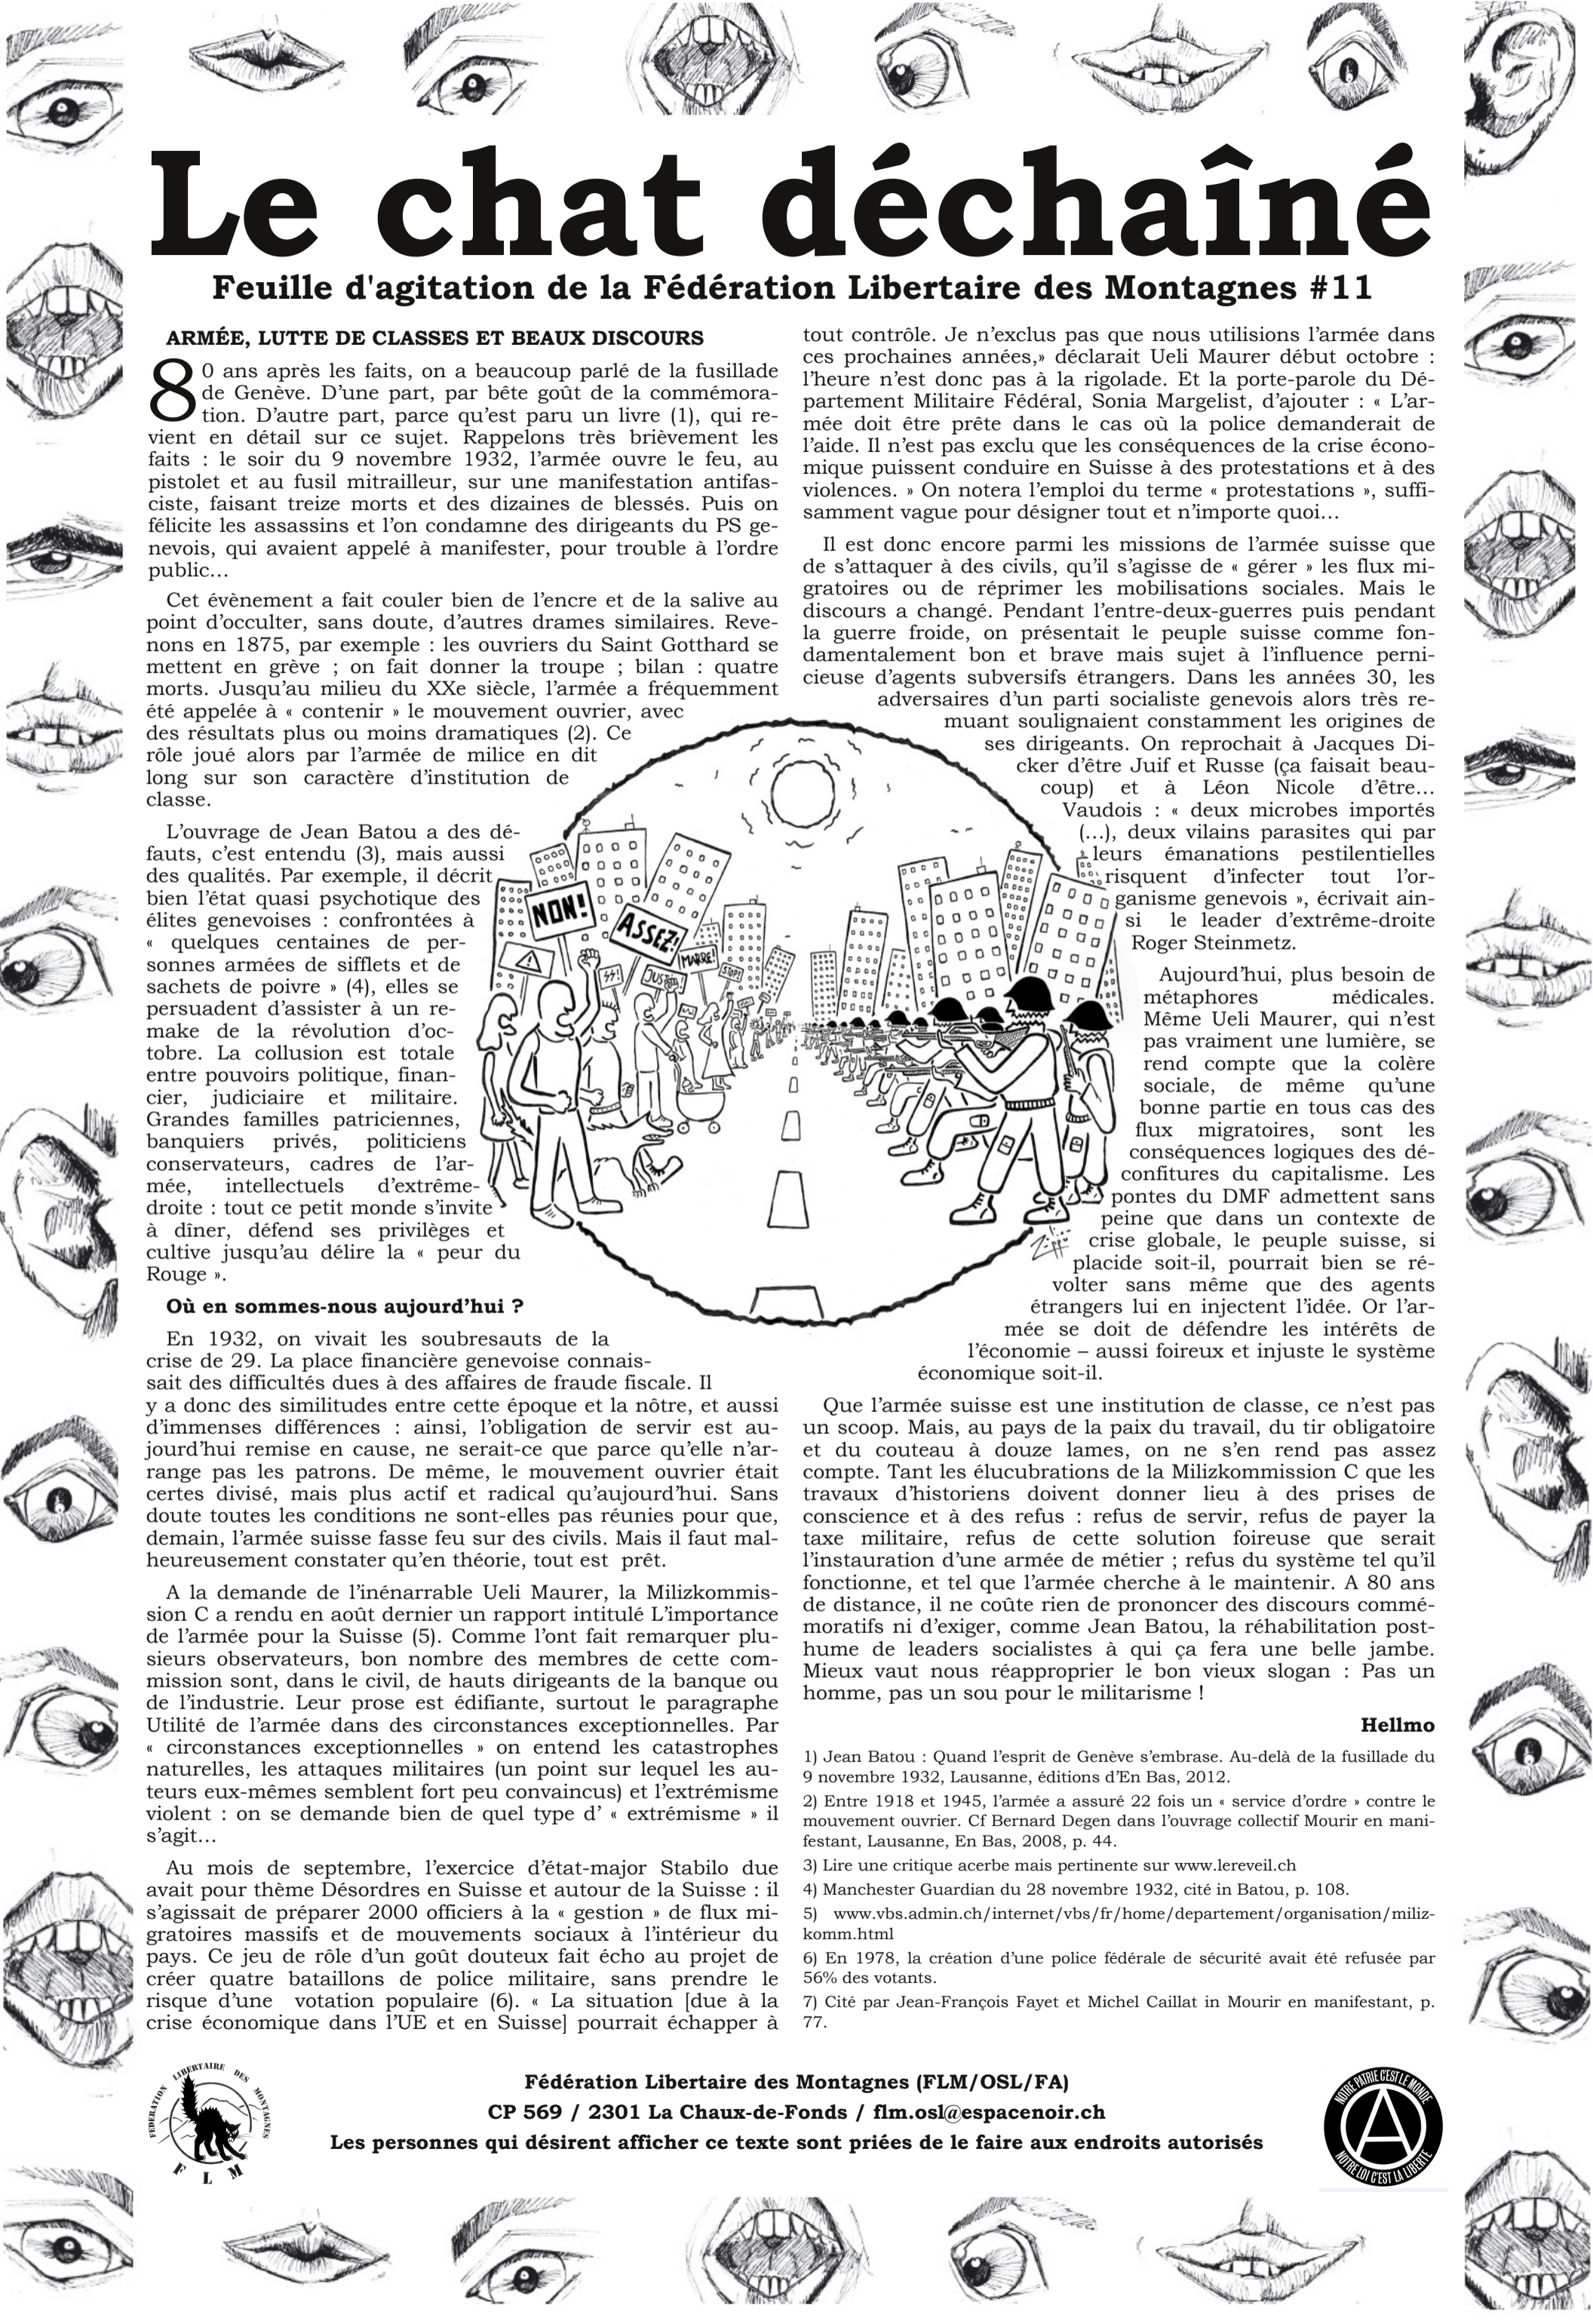 Le chat déchaîné
Feuille d'agitation de la Fédération Libertaire des Montagnes #11
ARMÉE, LUTTE DE CLASSES ET BEAUX DISCOURS
80 ans après les faits, on a beaucoup parlé de la fusillade
de Genève. D’une part, par bête goût de la commémora-
tion. D’autre part, parce qu’est paru un livre (1), qui re-
vient en détail sur ce sujet. Rappelons très brièvement les
faits : le soir du 9 novembre 1932, l’armée ouvre le feu, au
pistolet et au fusil mitrailleur, sur une manifestation antifas-
ciste, faisant treize morts et des dizaines de blessés. Puis on
félicite les assassins et l’on condamne des dirigeants du PS ge-
nevois, qui avaient appelé à manifester, pour trouble à l’ordre
public...
Cet évènement a fait couler bien de l’encre et de la salive au
point d’occulter, sans doute, d’autres drames similaires. Reve-
nons en 1875, par exemple : les ouvriers du Saint Gotthard se
mettent en grève ; on fait donner la troupe ; bilan : quatre
morts. Jusqu’au milieu du XXe siècle, l’armée a fréquemment
été appelée à « contenir » le mouvement ouvrier, avec
des résultats plus ou moins dramatiques (2). Ce
rôle joué alors par l’armée de milice en dit
long sur son caractère d’institution de
classe.
L’ouvrage de Jean Batou a des dé-
fauts, c’est entendu (3), mais aussi
des qualités. Par exemple, il décrit
bien l’état quasi psychotique des
élites genevoises : confrontées à
« quelques centaines de per-
sonnes armées de sifflets et de
sachets de poivre » (4), elles se
persuadent d’assister à un re-
make de la révolution d’oc-
tobre. La collusion est totale
entre pouvoirs politique, finan-
cier, judiciaire et militaire.
Grandes familles patriciennes,
banquiers privés, politiciens
conservateurs, cadres de l’ar-
mée, intellectuels d’extrême-
droite : tout ce petit monde s’invite
à dîner, défend ses privilèges et
cultive jusqu’au délire la « peur du
Rouge ».
Où en sommes-nous aujourd’hui ?
En 1932, on vivait les soubresauts de la
crise de 29. La place financière genevoise connais-
sait des difficultés dues à des affaires de fraude fiscale. Il
y a donc des similitudes entre cette époque et la nôtre, et aussi
d’immenses différences : ainsi, l’obligation de servir est au-
jourd’hui remise en cause, ne serait-ce que parce qu’elle n’ar-
range pas les patrons. De même, le mouvement ouvrier était
certes divisé, mais plus actif et radical qu’aujourd’hui. Sans
doute toutes les conditions ne sont-elles pas réunies pour que,
demain, l’armée suisse fasse feu sur des civils. Mais il faut mal-
heureusement constater qu’en théorie, tout est prêt.
A la demande de l’inénarrable Ueli Maurer, la Milizkommis-
sion C a rendu en août dernier un rapport intitulé L’importance
de l’armée pour la Suisse (5). Comme l’ont fait remarquer plu-
sieurs observateurs, bon nombre des membres de cette com-
mission sont, dans le civil, de hauts dirigeants de la banque ou
de l’industrie. Leur prose est édifiante, surtout le paragraphe
Utilité de l’armée dans des circonstances exceptionnelles. Par
« circonstances exceptionnelles » on entend les catastrophes
naturelles, les attaques militaires (un point sur lequel les au-
teurs eux-mêmes semblent fort peu convaincus) et l’extrémisme
violent : on se demande bien de quel type d’ « extrémisme » il
s’agit...
Au mois de septembre, l’exercice d’état-major Stabilo due
avait pour thème Désordres en Suisse et autour de la Suisse : il
s’agissait de préparer 2000 officiers à la « gestion » de flux mi-
gratoires massifs et de mouvements sociaux à l’intérieur du
pays. Ce jeu de rôle d’un goût douteux fait écho au projet de
créer quatre bataillons de police militaire, sans prendre le
risque d’une votation populaire (6). « La situation [due à la
crise économique dans l’UE et en Suisse] pourrait échapper à
tout contrôle. Je n’exclus pas que nous utilisions l’armée dans
ces prochaines années,» déclarait Ueli Maurer début octobre :
l’heure n’est donc pas à la rigolade. Et la porte-parole du Dé-
partement Militaire Fédéral, Sonia Margelist, d’ajouter : « L’ar-
mée doit être prête dans le cas où la police demanderait de
l’aide. Il n’est pas exclu que les conséquences de la crise écono-
mique puissent conduire en Suisse à des protestations et à des
violences. » On notera l’emploi du terme « protestations », suffi-
samment vague pour désigner tout et n’importe quoi...
Il est donc encore parmi les missions de l’armée suisse que
de s’attaquer à des civils, qu’il s’agisse de « gérer » les flux mi-
gratoires ou de réprimer les mobilisations sociales. Mais le
discours a changé. Pendant l’entre-deux-guerres puis pendant
la guerre froide, on présentait le peuple suisse comme fon-
damentalement bon et brave mais sujet à l’influence perni-
cieuse d’agents subversifs étrangers. Dans les années 30, les
adversaires d’un parti socialiste genevois alors très re-
muant soulignaient constamment les origines de
ses dirigeants. On reprochait à Jacques Di-
cker d’être Juif et Russe (ça faisait beau-
coup) et à Léon Nicole d’être...
Vaudois : « deux microbes importés
(...), deux vilains parasites qui par
leurs émanations pestilentielles
risquent d’infecter tout l’or-
ganisme genevois », écrivait ain-
si le leader d’extrême-droite
Roger Steinmetz.
Aujourd’hui, plus besoin de
métaphores médicales.
Même Ueli Maurer, qui n’est
pas vraiment une lumière, se
rend compte que la colère
sociale, de même qu’une
bonne partie en tous cas des
flux migratoires, sont les
conséquences logiques des dé-
confitures du capitalisme. Les
pontes du DMF admettent sans
peine que dans un contexte de
crise globale, le peuple suisse, si
placide soit-il, pourrait bien se ré-
volter sans même que des agents
étrangers lui en injectent l’idée. Or l’ar-
mée se doit de défendre les intérêts de
l’économie – aussi foireux et injuste le système
économique soit-il.
Que l’armée suisse est une institution de classe, ce n’est pas
un scoop. Mais, au pays de la paix du travail, du tir obligatoire
et du couteau à douze lames, on ne s’en rend pas assez
compte. Tant les élucubrations de la Milizkommission C que les
travaux d’historiens doivent donner lieu à des prises de
conscience et à des refus : refus de servir, refus de payer la
taxe militaire, refus de cette solution foireuse que serait
l’instauration d’une armée de métier ; refus du système tel qu’il
fonctionne, et tel que l’armée cherche à le maintenir. A 80 ans
de distance, il ne coûte rien de prononcer des discours commé-
moratifs ni d’exiger, comme Jean Batou, la réhabilitation post-
hume de leaders socialistes à qui ça fera une belle jambe.
Mieux vaut nous réapproprier le bon vieux slogan : Pas un
homme, pas un sou pour le militarisme !
Hellmo
1) Jean Batou : Quand l’esprit de Genève s’embrase. Au-delà de la fusillade du
9 novembre 1932, Lausanne, éditions d’En Bas, 2012.
2) Entre 1918 et 1945, l’armée a assuré 22 fois un « service d’ordre » contre le
mouvement ouvrier. Cf Bernard Degen dans l’ouvrage collectif Mourir en mani-
festant, Lausanne, En Bas, 2008, p. 44.
3) Lire une critique acerbe mais pertinente sur www.lereveil.ch
4) Manchester Guardian du 28 novembre 1932, cité in Batou, p. 108.
5) www.vbs.admin.ch/internet/vbs/fr/home/departement/organisation/miliz-
komm.html
6) En 1978, la création d’une police fédérale de sécurité avait été refusée par
56% des votants.
7) Cité par Jean-François Fayet et Michel Caillat in Mourir en manifestant, p.
77.
NON!
ASSEZ!
MARRE!
STOP!
Fédération Libertaire des Montagnes (FLM/OSL/FA)
CP 569 / 2301 La Chaux-de-Fonds / flm.osl@espacenoir.ch
Les personnes qui désirent afficher ce texte sont priées de le faire aux endroits autorisés
FEDERATION LIBERTAIRE DES MONTAGNES
F L M
NOTRE PATRIE C'EST LE MONDE
A
NOTRE LOI C'EST LA LIBERTE